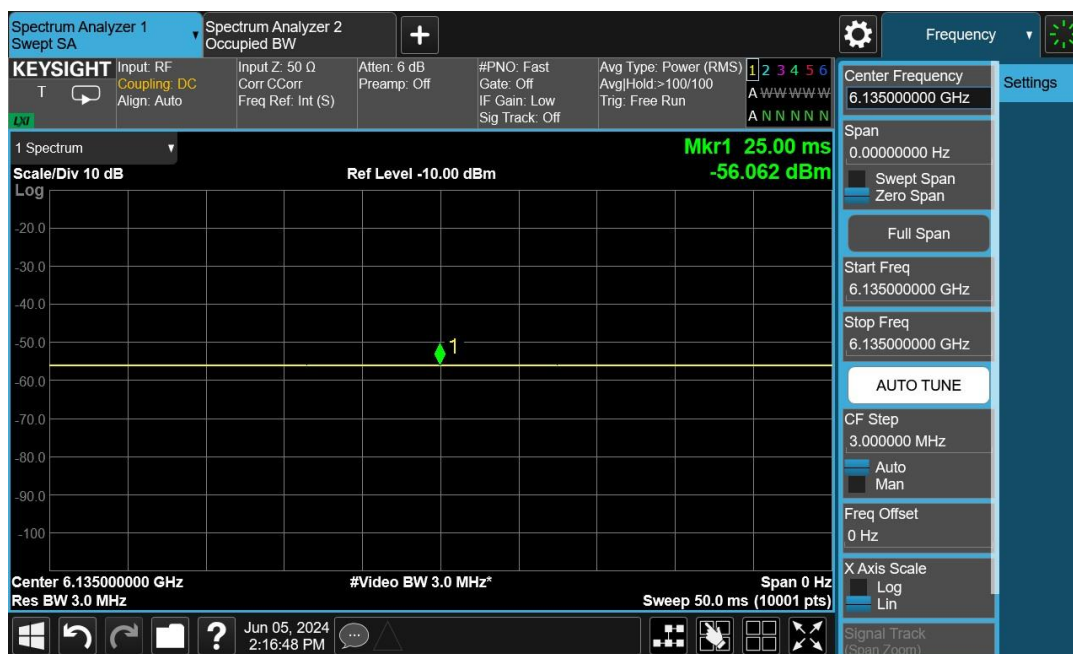 Spectrum Analyzer 1
Swept SA
Spectrum Analyzer 2
Occupied BW
Frequency
KEYSIGHT
T
LXI
Input: RF
Coupling: DC
Align: Auto
Input Z: 50 Ω
Corr CCorr
Freq Ref: Int (S)
Atten: 6 dB
Preamp: Off
#PNO: Fast
Gate: Off
IF Gain: Low
Sig Track: Off
Avg Type: Power (RMS)
Avg|Hold:>100/100
Trig: Free Run
1 2 3 4 5 6
A W W W W W
A N N N N N
1 Spectrum
Mkr1 25.00 ms
-56.062 dBm
Scale/Div 10 dB
Ref Level -10.00 dBm
Log
-20.0
-30.0
-40.0
-50.0
-60.0
-70.0
-80.0
-90.0
-100
1
Center 6.135000000 GHz
#Video BW 3.0 MHz*
Span 0 Hz
Res BW 3.0 MHz
Sweep 50.0 ms (10001 pts)
Center Frequency
6.135000000 GHz
Settings
Span
0.00000000 Hz
Swept Span
Zero Span
Full Span
Start Freq
6.135000000 GHz
Stop Freq
6.135000000 GHz
AUTO TUNE
CF Step
3.000000 MHz
Auto
Man
Freq Offset
0 Hz
X Axis Scale
Log
Lin
Signal Track
(Span Zoom)
?
Jun 05, 2024
2:16:48 PM